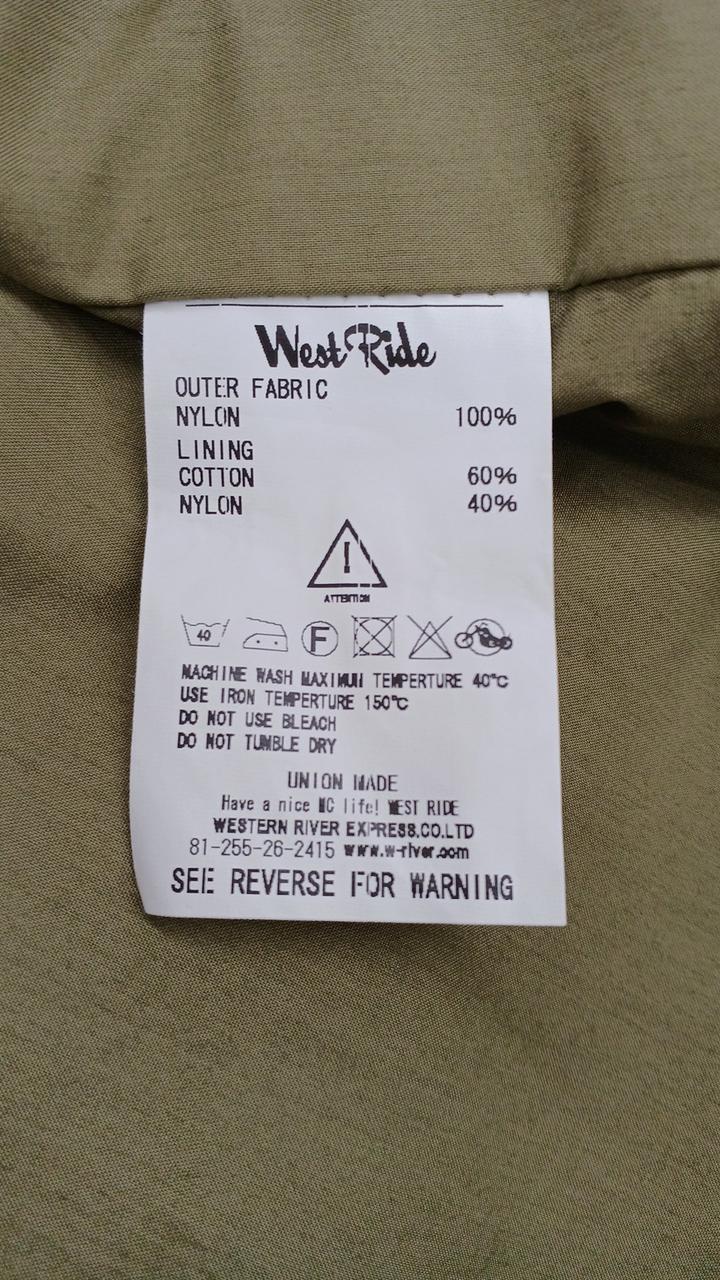 West Ride
OUTER FABRIC
NYLON 100%
LINING
COTTON 60%
NYLON 40%
!
ATTENTION
40 F
MACHINE WASH MAXIMUM TEMPERTURE 40℃
USE IRON TEMPERTURE 150℃
DO NOT USE BLEACH
DO NOT TUMBLE DRY
UNION MADE
Have a nice MC life! WEST RIDE
WESTERN RIVER EXPRESS.CO.LTD
81-255-26-2415 www.w-river.com
SEE REVERSE FOR WARNING